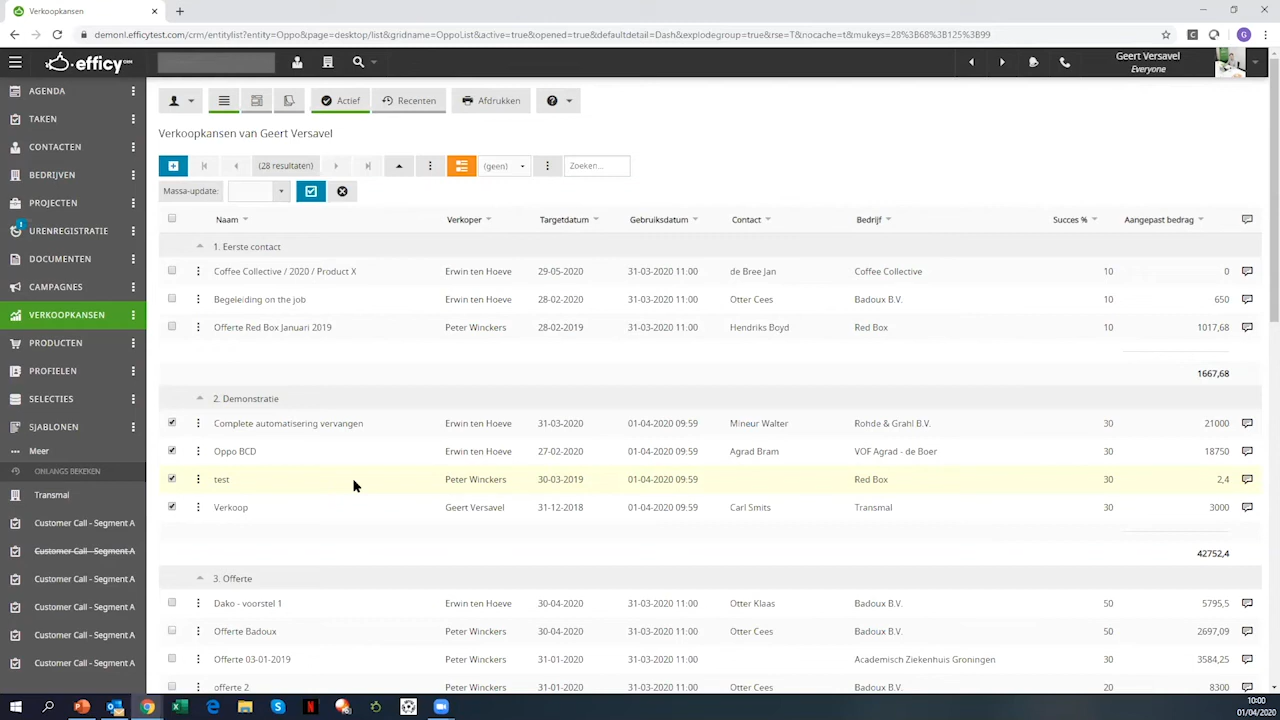 Verkoopkansen
demonl.efficytest.com/crm/entitylist?entity=Oppo&page=desktop/list&gridname=OppoList&active=true&opened=true&defaultdetail=Dash&explodegroup=true&rse=T&nocache=t&mukeys=28%3B68%3B125%3B99
G
efficy CRM
Geert Versavel
Everyone
AGENDA
TAKEN
CONTACTEN
BEDRIJVEN
PROJECTEN
URENREGISTRATIE
DOCUMENTEN
CAMPAGNES
VERKOOPKANSEN
PRODUCTEN
PROFIELEN
SELECTIES
SJABLONEN
Meer
ONLANGS BEKEKEN
Transmal
Customer Call - Segment A
Customer Call - Segment A
Customer Call - Segment A
Customer Call - Segment A
Customer Call - Segment A
Customer Call - Segment A
Actief Recenten Afdrukken
Verkoopkansen van Geert Versavel
(28 resultaten) (geen) Zoeken...
Massa-update:
Naam Verkoper Targetdatum Gebruiksdatum Contact Bedrijf Succes % Aangepast bedrag
1. Eerste contact
Coffee Collective / 2020 / Product X Erwin ten Hoeve 29-05-2020 31-03-2020 11:00 de Bree Jan Coffee Collective 10 0
Begeleiding on the job Erwin ten Hoeve 28-02-2020 31-03-2020 11:00 Otter Cees Badoux B.V. 10 650
Offerte Red Box Januari 2019 Peter Winckers 28-02-2019 31-03-2020 11:00 Hendriks Boyd Red Box 10 1017,68
1667,68
2. Demonstratie
Complete automatisering vervangen Erwin ten Hoeve 31-03-2020 01-04-2020 09:59 Mineur Walter Rohde & Grahl B.V. 30 21000
Oppo BCD Erwin ten Hoeve 27-02-2020 01-04-2020 09:59 Agrad Bram VOF Agrad - de Boer 30 18750
test Peter Winckers 30-03-2019 01-04-2020 09:59 Red Box 30 2,4
Verkoop Geert Versavel 31-12-2018 01-04-2020 09:59 Carl Smits Transmal 30 3000
42752,4
3. Offerte
Dako - voorstel 1 Erwin ten Hoeve 30-04-2020 31-03-2020 11:00 Otter Klaas Badoux B.V. 50 5795,5
Offerte Badoux Peter Winckers 30-04-2020 31-03-2020 11:00 Otter Cees Badoux B.V. 50 2697,09
Offerte 03-01-2019 Peter Winckers 31-01-2020 31-03-2020 11:00 Academisch Ziekenhuis Groningen 30 3584,25
offerte 2 Peter Winckers 31-01-2020 31-03-2020 11:00 Otter Cees Badoux B.V. 20 8300
10:00
01/04/2020